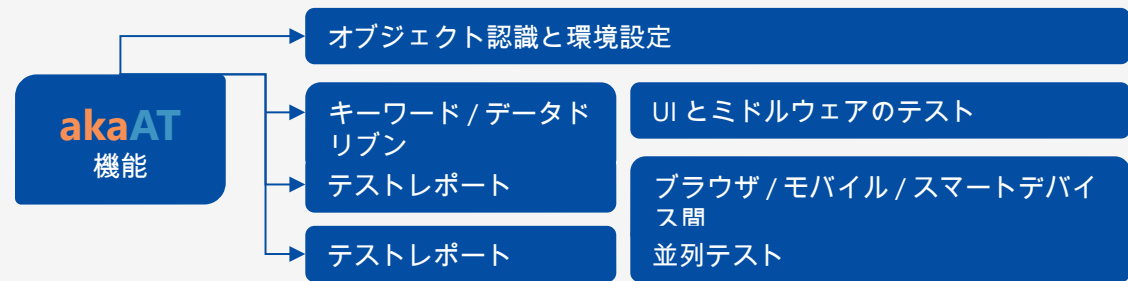 オブジェクト認識と環境設定
akaAT
機能
キーワード / データド
リブン
UI とミドルウェアのテスト
テストレポート
ブラウザ / モバイル / スマートデバイ
ス間
テストレポート
並列テスト